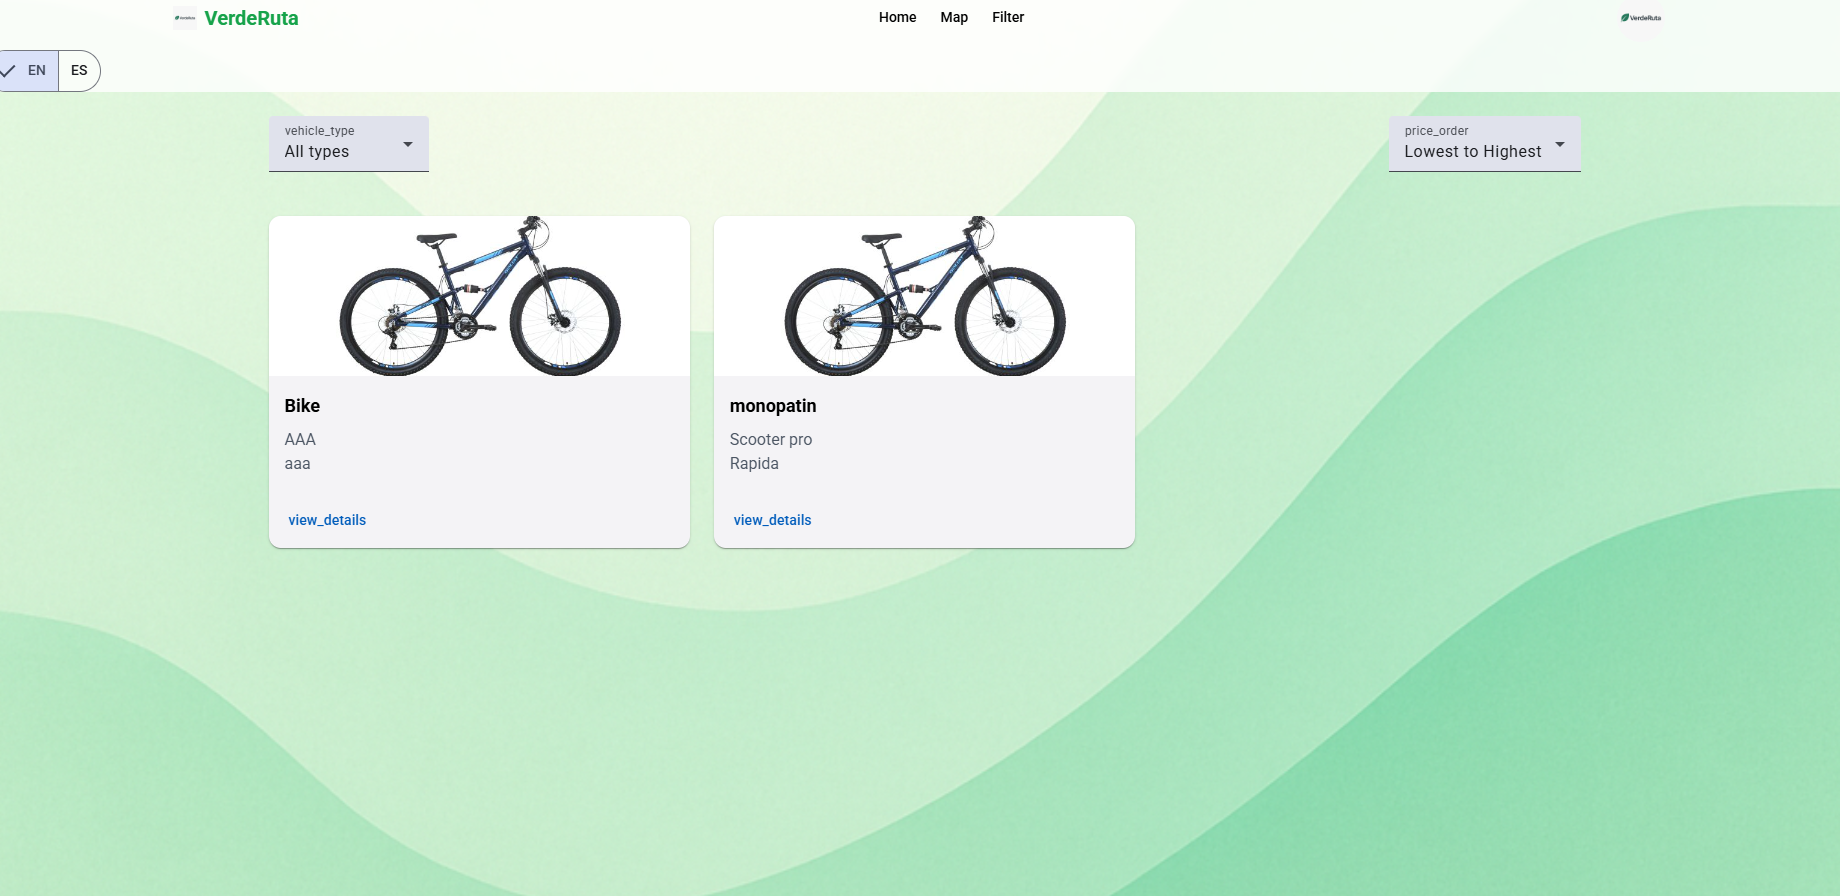 VerdeRuta
VerdeRuta
Home
Map
Filter
VerdeRuta
EN
ES
vehicle_type
All types
price_order
Lowest to Highest
Bike
AAA
aaa
view_details
monopatin
Scooter pro
Rapida
view_details